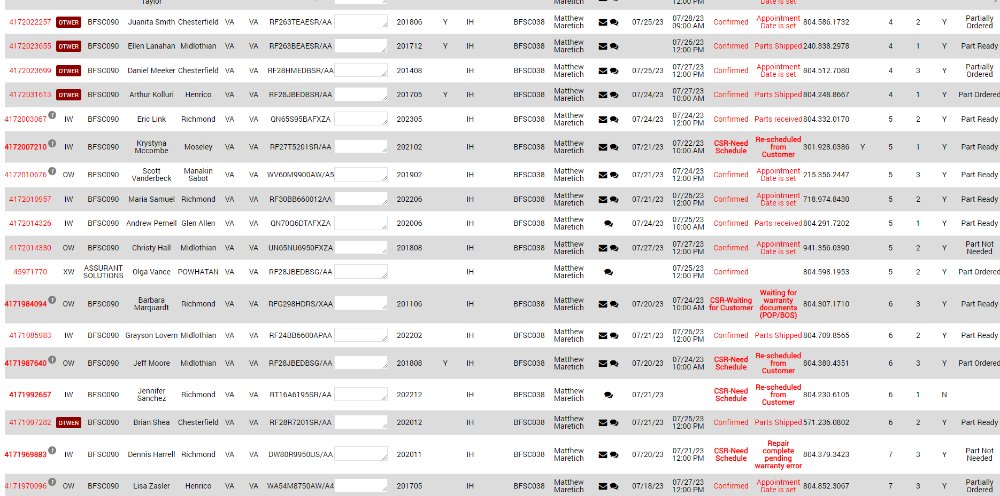 Taylor Maretich 12:00 PM Date is set
4172022257 OTWER BFSC090 Juanita Smith Chesterfield VA VA RF263TEAESR/AA 201806 Y IH BFSC038 Matthew Maretich 07/25/23 07/28/23 09:00 AM Confirmed Appointment Date is set 804.586.1732 4 2 Y Partially Ordered
4172023655 OTWER BFSC090 Ellen Lanahan Midlothian VA VA RF263BEAESR/AA 201712 Y IH BFSC038 Matthew Maretich 07/26/23 12:00 PM Confirmed Parts Shipped 240.338.2978 4 1 Y Part Ready
4172023699 OTWER BFSC090 Daniel Meeker Chesterfield VA VA RF28HMEDBSR/AA 201408 IH BFSC038 Matthew Maretich 07/25/23 07/27/23 12:00 PM Confirmed Appointment Date is set 804.512.7080 4 3 Y Partially Ordered
4172031613 OTWER BFSC090 Arthur Kolluri Henrico VA VA RF28JBEDBSR/AA 201705 Y IH BFSC038 Matthew Maretich 07/24/23 07/27/23 10:00 AM Confirmed Parts Shipped 804.248.8667 4 1 Y Part Ordered
4172003067 1 IW BFSC090 Eric Link Richmond VA VA QN65S95BAFXZA 202305 IH BFSC038 Matthew Maretich 07/24/23 07/24/23 12:00 PM Confirmed Parts received 804.332.0170 5 2 Y Part Ready
4172007210 1 IW BFSC090 Krystyna Mccombe Moseley VA VA RF27T5201SR/AA 202102 IH BFSC038 Matthew Maretich 07/21/23 07/22/23 10:00 AM CSR-Need Schedule Re-scheduled from Customer 301.928.0386 Y 5 1 Y Part Ready
4172010676 1 OW BFSC090 Scott Vanderbeck Manakin Sabot VA VA WV60M9900AW/A5 201902 IH BFSC038 Matthew Maretich 07/21/23 07/24/23 12:00 PM Confirmed Appointment Date is set 215.356.2447 5 3 Y Part Ready
4172010957 IW BFSC090 Maria Samuel Richmond VA VA RF30BB660012AA 202206 IH BFSC038 Matthew Maretich 07/21/23 07/26/23 12:00 PM Confirmed Appointment Date is set 718.974.8430 5 2 Y Part Ready
4172014326 IW BFSC090 Andrew Pernell Glen Allen VA VA QN70Q6DTAFXZA 202006 IH BFSC038 Matthew Maretich 07/24/23 07/25/23 10:00 AM Confirmed Parts received 804.291.7202 5 1 Y Part Ready
4172014330 OW BFSC090 Christy Hall Midlothian VA VA UN65NU6950FXZA 201808 IH BFSC038 Matthew Maretich 07/27/23 07/27/23 12:00 PM Confirmed Appointment Date is set 941.356.0390 5 2 Y Part Not Needed
45971770 XW ASSURANT SOLUTIONS Olga Vance POWHATAN VA VA RF28JBEDBSG/AA IH Matthew Maretich 07/25/23 12:00 PM Confirmed 804.598.1953 5 2 Y Part Ordered
4171984094 1 OW BFSC090 Barbara Marquardt Richmond VA VA RFG298HDRS/XAA 201106 IH BFSC038 Matthew Maretich 07/20/23 07/24/23 10:00 AM CSR-Waiting for Customer Waiting for warranty documents (POP/BOS) 804.307.1710 6 3 Y Part Ready
4171985983 IW BFSC090 Grayson Lovern Midlothian VA VA RF24BB6600APAA 202202 IH BFSC038 Matthew Maretich 07/21/23 07/26/23 12:00 PM Confirmed Parts Shipped 804.709.8565 6 2 Y Part Ready
4171987640 1 OW BFSC090 Jeff Moore Midlothian VA VA RF28JBEDBSG/AA 201808 Y IH BFSC038 Matthew Maretich 07/20/23 07/24/23 10:00 AM CSR-Need Schedule Re-scheduled from Customer 804.380.4351 6 3 Y Part Ordered
4171992657 IW BFSC090 Jennifer Sanchez Richmond VA VA RT16A6195SR/AA 202212 IH BFSC038 Matthew Maretich 07/21/23 CSR-Need Schedule Re-scheduled from Customer 804.230.6105 6 1 N
4171997282 OTWEN BFSC090 Brian Shea Chesterfield VA VA RF28R7201SR/AA 202012 IH BFSC038 Matthew Maretich 07/21/23 07/25/23 12:00 PM Confirmed Parts Shipped 571.236.0802 6 2 Y Part Ready
4171969883 1 IW BFSC090 Dennis Harrell Richmond VA VA DW80R9950US/AA 202011 IH BFSC038 Matthew Maretich 07/20/23 07/21/23 12:00 PM CSR-Need Schedule Repair complete pending warranty error 804.379.3423 7 3 Y Part Not Needed
4171970096 1 OW BFSC090 Lisa Zasler Henrico VA VA WA54M8750AW/A4 201705 IH BFSC038 Matthew Maretich 07/18/23 07/27/23 12:00 PM Confirmed Appointment Date is set 804.852.3067 7 3 Y Partially Ordered